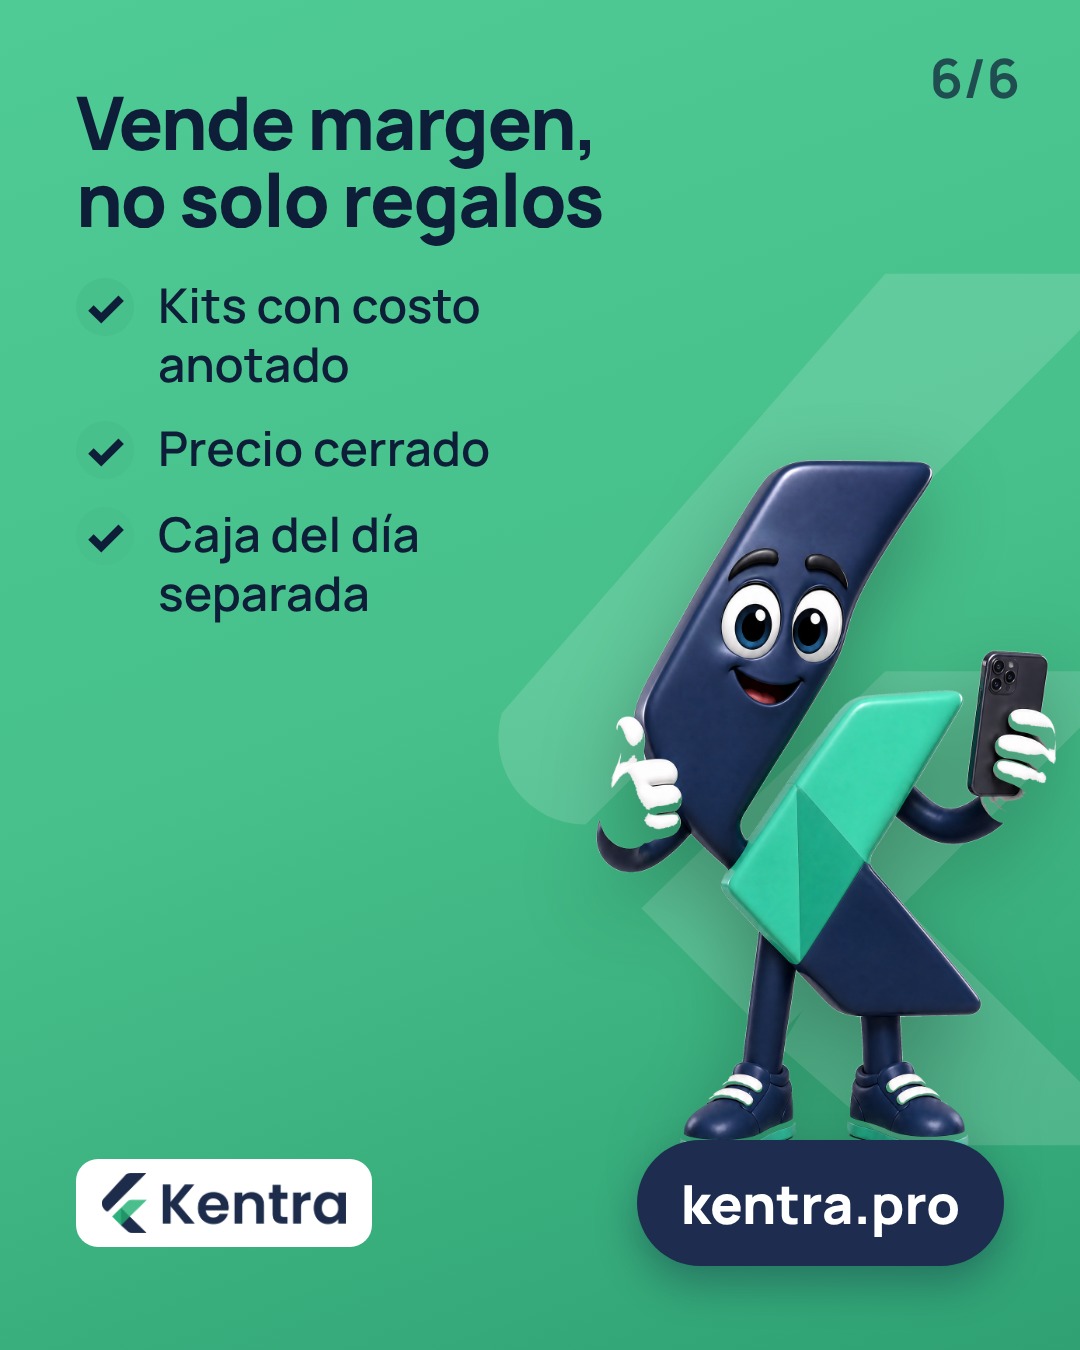 6/6
Vende margen,
no solo regalos
Kits con costo
anotado
Precio cerrado
Caja del día
separada
Kentra
kentra.pro